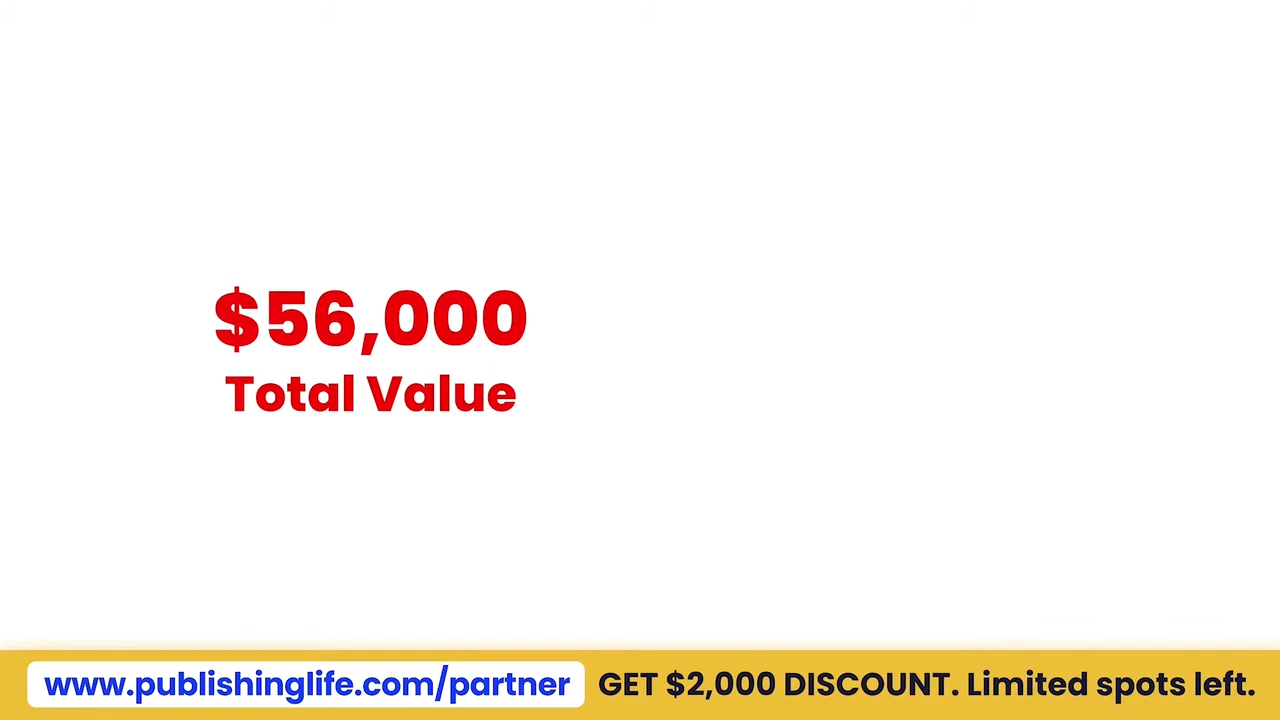 $56,000
Total Value
www.publishinglife.com/partner GET $2,000 DISCOUNT. Limited spots left.